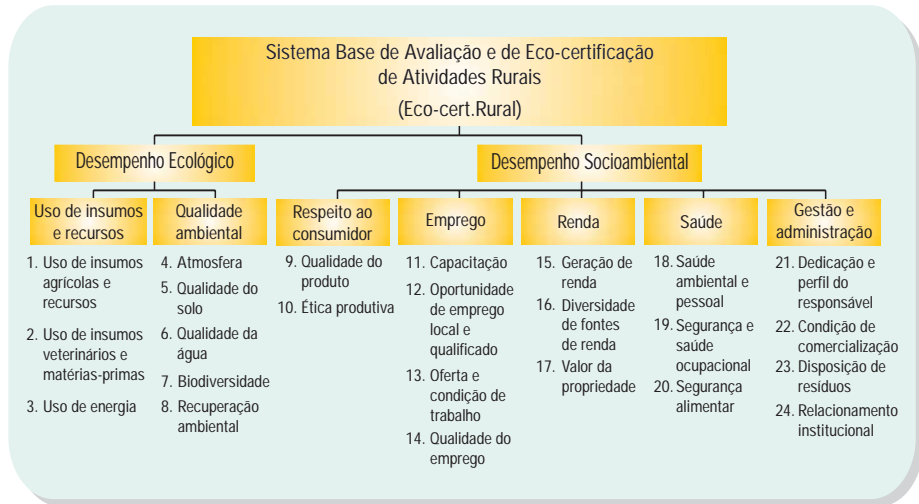 Sistema Base de Avaliação e de Eco-certificação
de Atividades Rurais
(Eco-cert.Rural)
Desempenho Ecológico
Desempenho Socioambiental
Uso de insumos
e recursos
1. Uso de insumos
agrícolas e
recursos
2. Uso de insumos
veterinários e
matérias-primas
3. Uso de energia
Qualidade
ambiental
4. Atmosfera
5. Qualidade do
solo
6. Qualidade da
água
7. Biodiversidade
8. Recuperação
ambiental
Respeito ao
consumidor
9. Qualidade do
produto
10. Ética produtiva
Emprego
11. Capacitação
12. Oportunidade
de emprego
local e
qualificado
13. Oferta e
condição de
trabalho
14. Qualidade do
emprego
Renda
15. Geração de
renda
16. Diversidade
de fontes
de renda
17. Valor da
propriedade
Saúde
18. Saúde
ambiental e
pessoal
19. Segurança e
saúde
ocupacional
20. Segurança
alimentar
Gestão e
administração
21. Dedicação e
perfil do
responsável
22. Condição de
comercialização
23. Disposição de
resíduos
24. Relacionamento
institucional